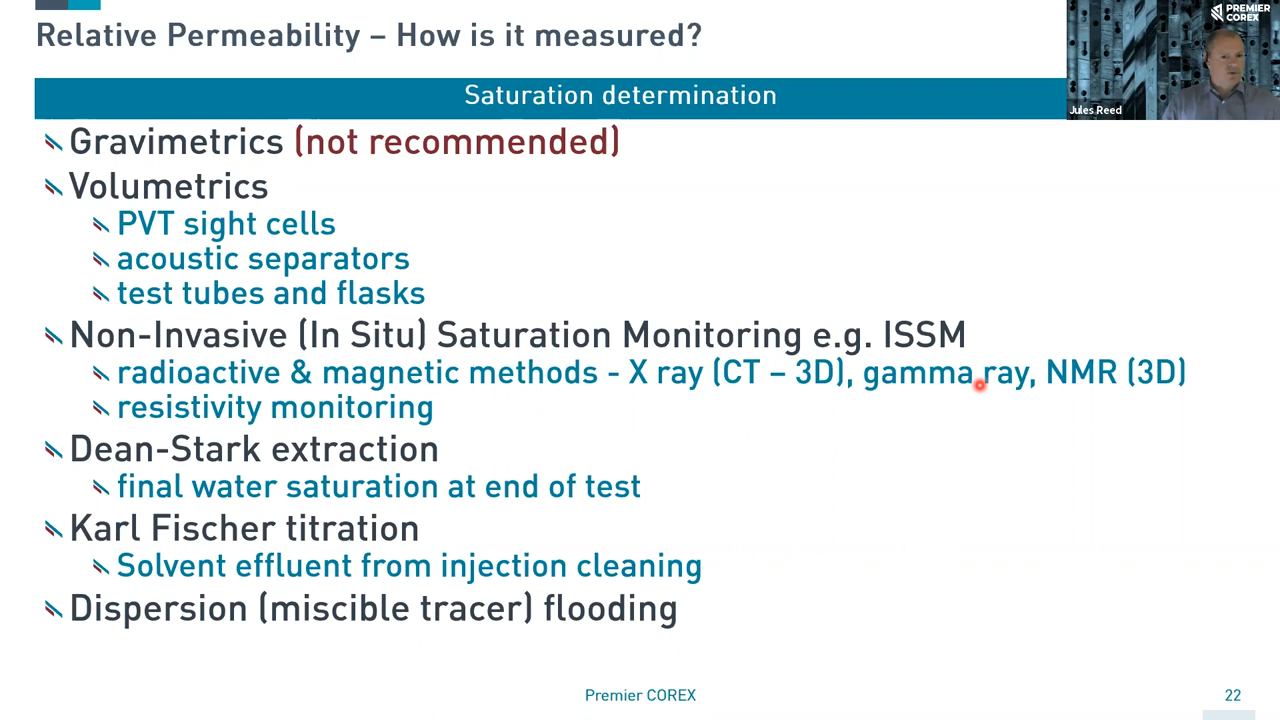 Relative Permeability – How is it measured?
PREMIER
COREX
Jules Reed
Saturation determination
Gravimetrics (not recommended)
Volumetrics
PVT sight cells
acoustic separators
test tubes and flasks
Non-Invasive (In Situ) Saturation Monitoring e.g. ISSM
radioactive & magnetic methods - X ray (CT – 3D), gamma ray, NMR (3D)
resistivity monitoring
Dean-Stark extraction
final water saturation at end of test
Karl Fischer titration
Solvent effluent from injection cleaning
Dispersion (miscible tracer) flooding
Premier COREX
22